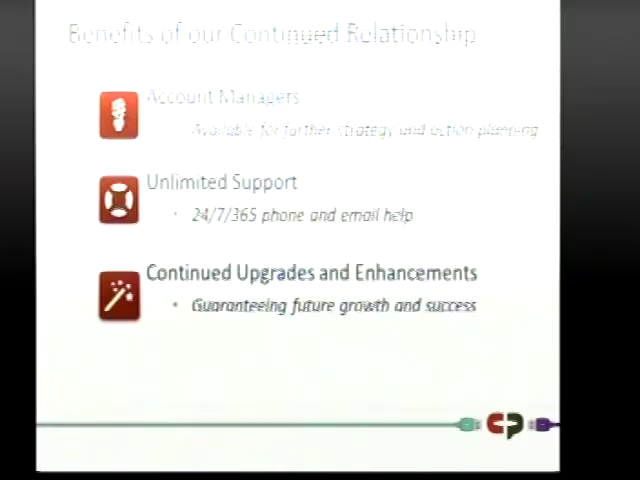 Benefits of our Continued Relationship
Account Managers
Available for further strategy and action planning
Unlimited Support
• 24/7/365 phone and email help
Continued Upgrades and Enhancements
• Guaranteeing future growth and success
CP